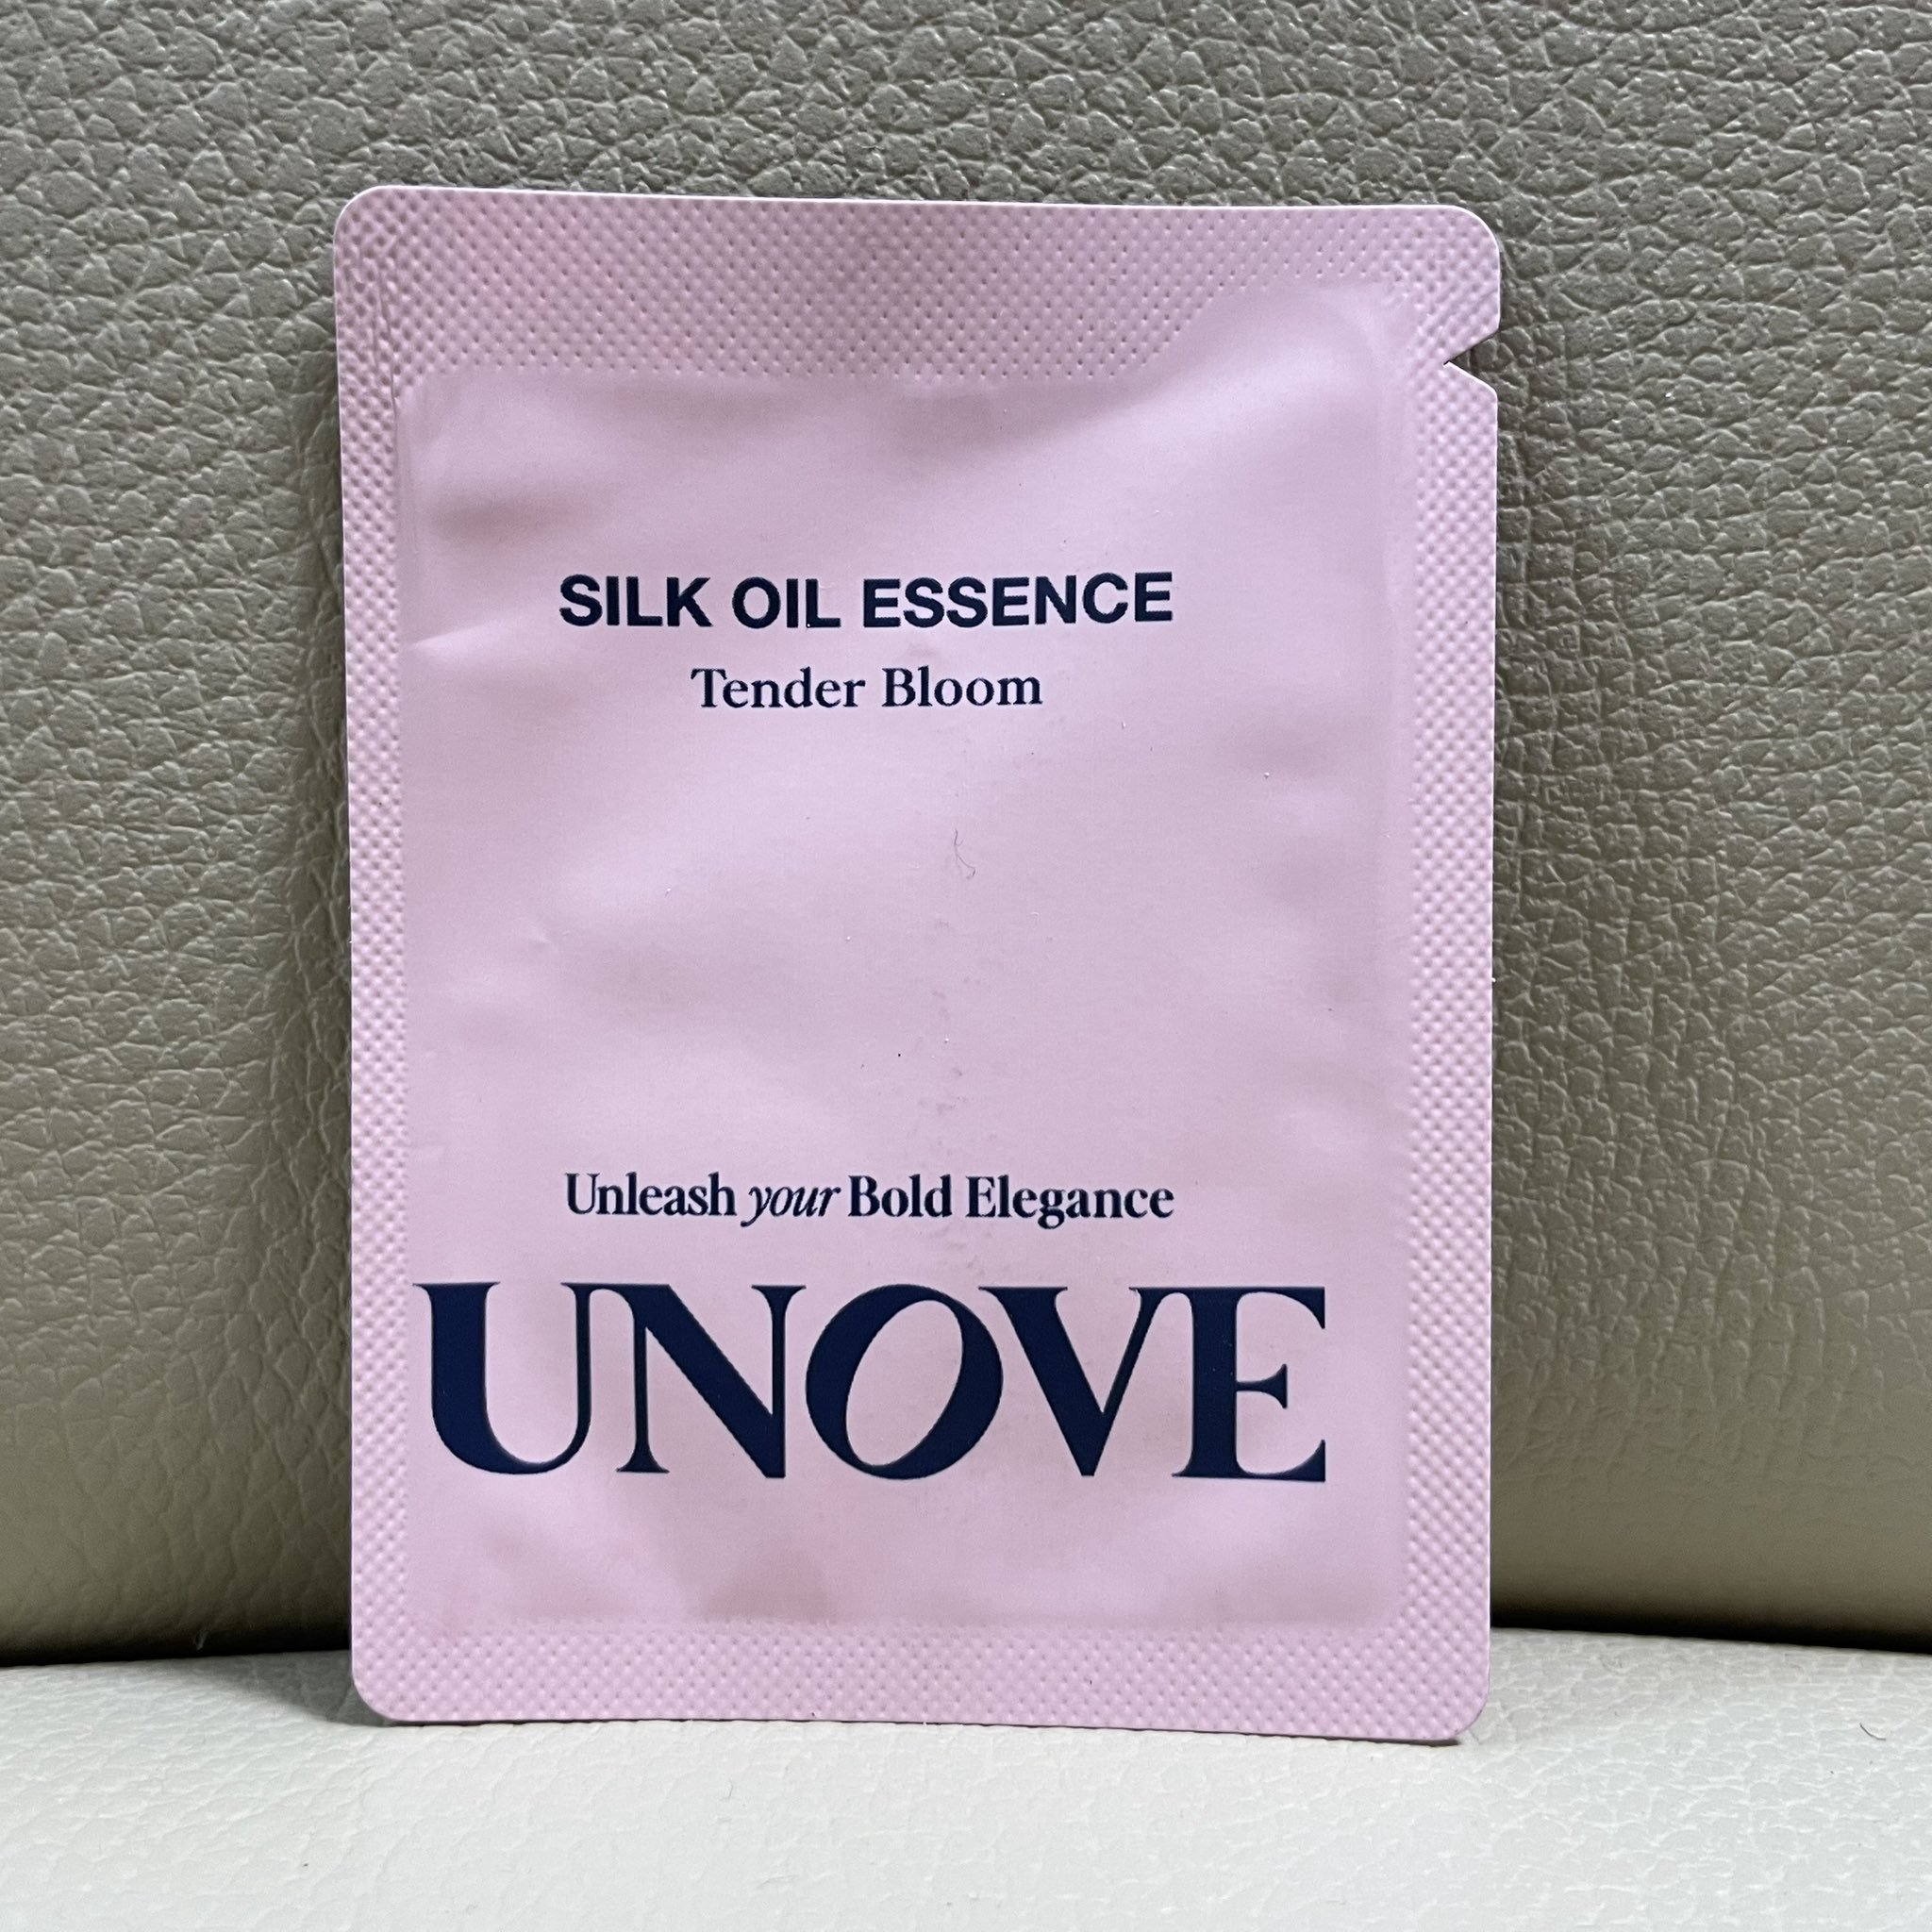 SILK OIL ESSENCE
Tender Bloom
Unleash your Bold Elegance
UNOVE